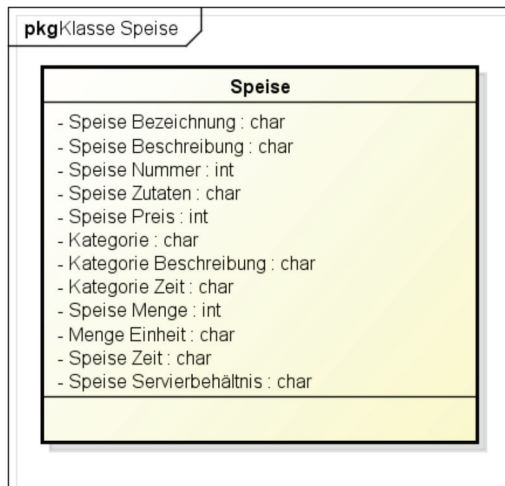 pkgKlasse Speise
Speise
- Speise Bezeichnung : char
- Speise Beschreibung : char
- Speise Nummer : int
- Speise Zutaten : char
- Speise Preis : int
- Kategorie : char
- Kategorie Beschreibung : char
- Kategorie Zeit : char
- Speise Menge : int
- Menge Einheit : char
- Speise Zeit : char
- Speise Servierbehältnis : char